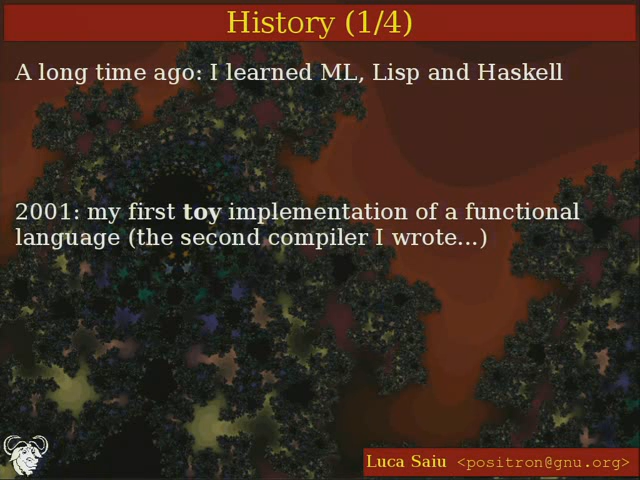 History (1/4)
A long time ago: I learned ML, Lisp and Haskell
2001: my first toy implementation of a functional
language (the second compiler I wrote...)
Luca Saiu <positron@gnu.org>